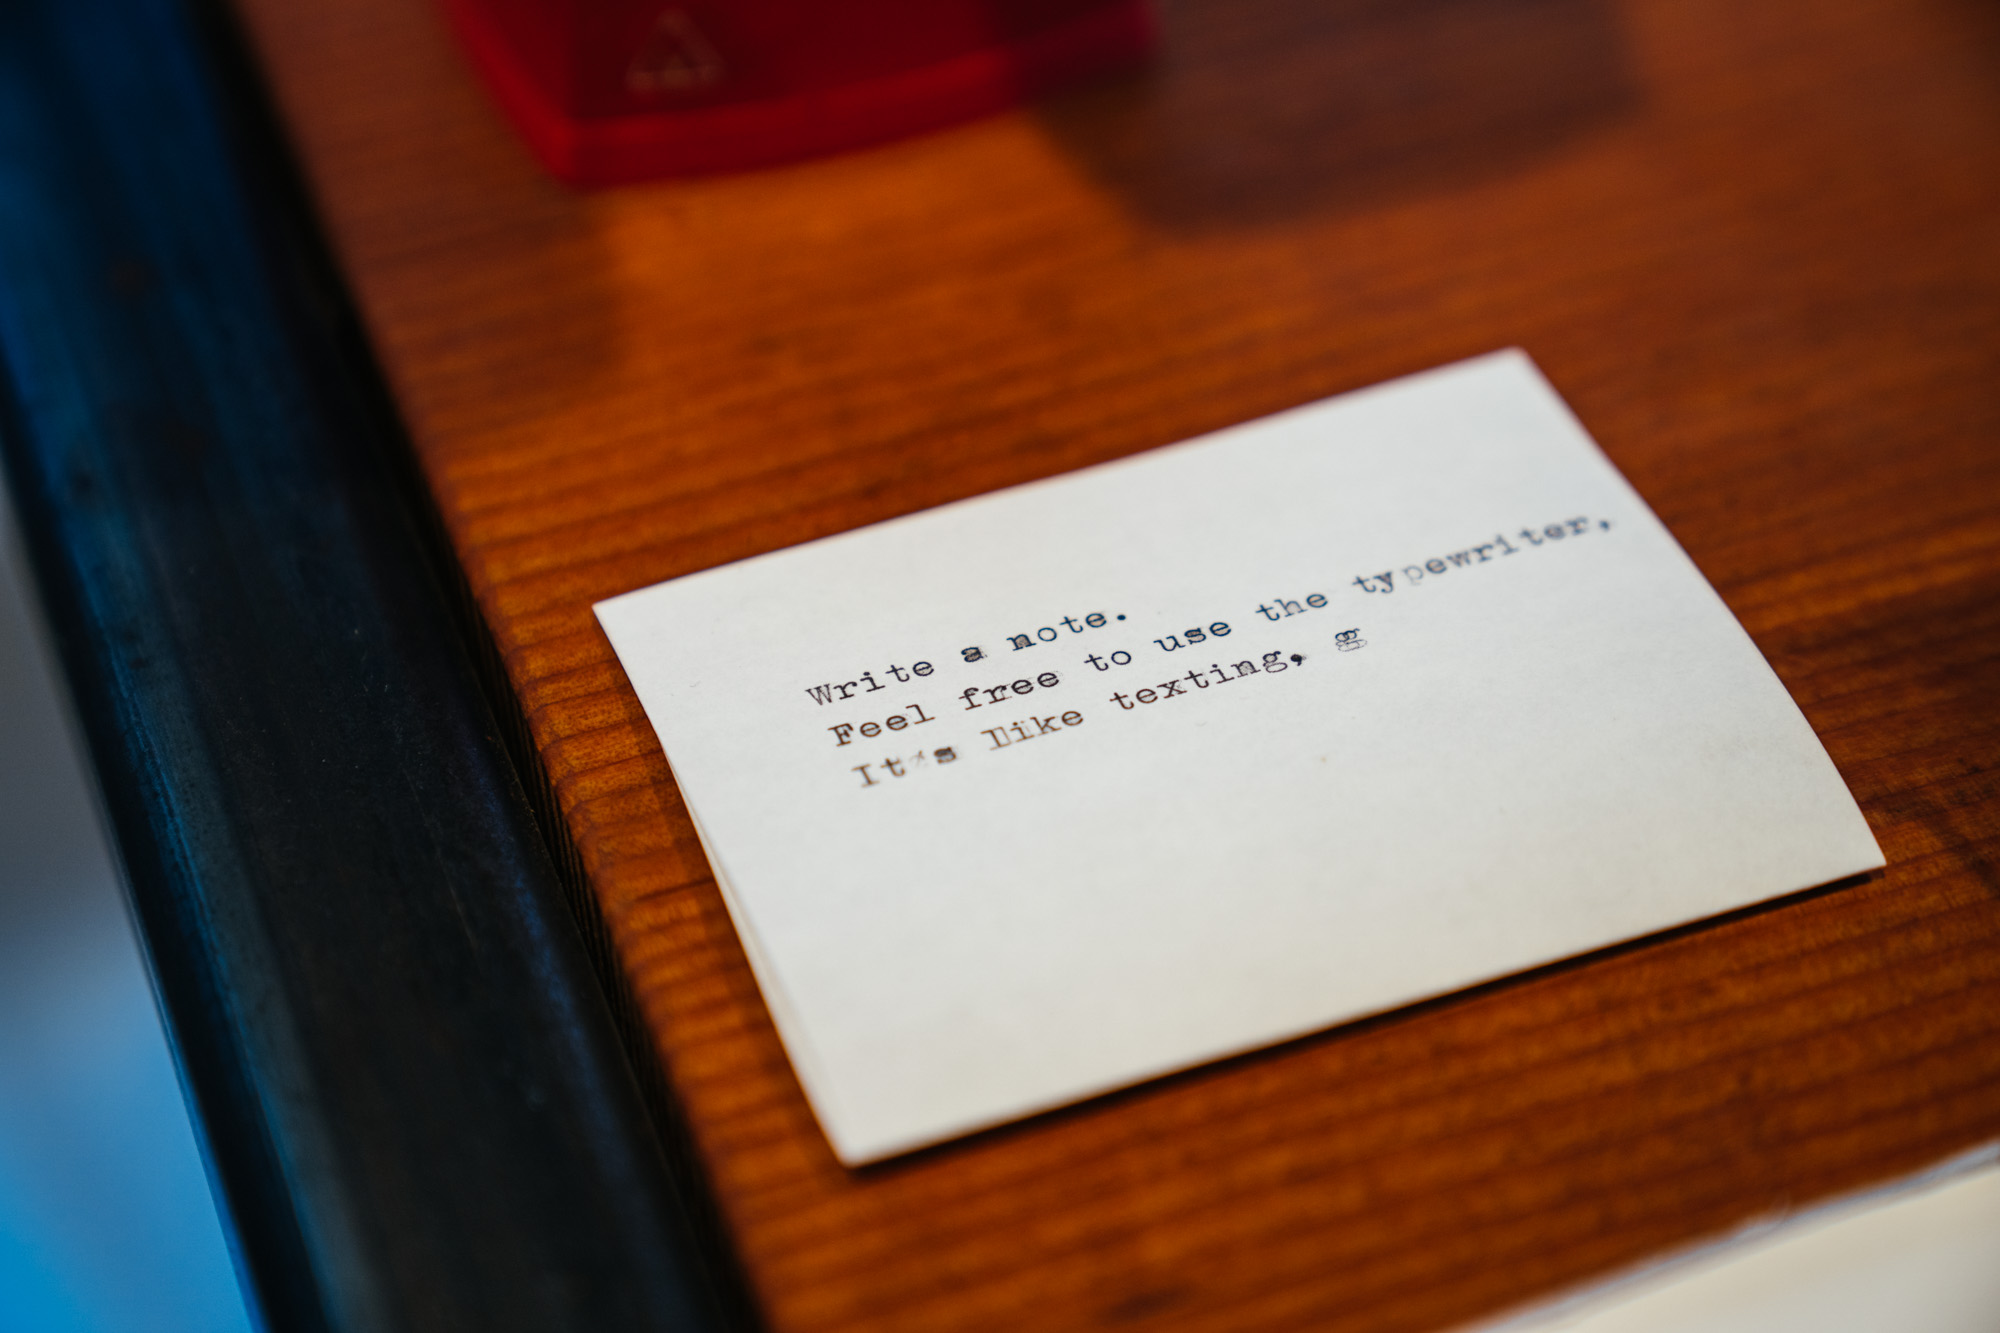 Write a note.
Feel free to use the typewriter,
It's like texting, g